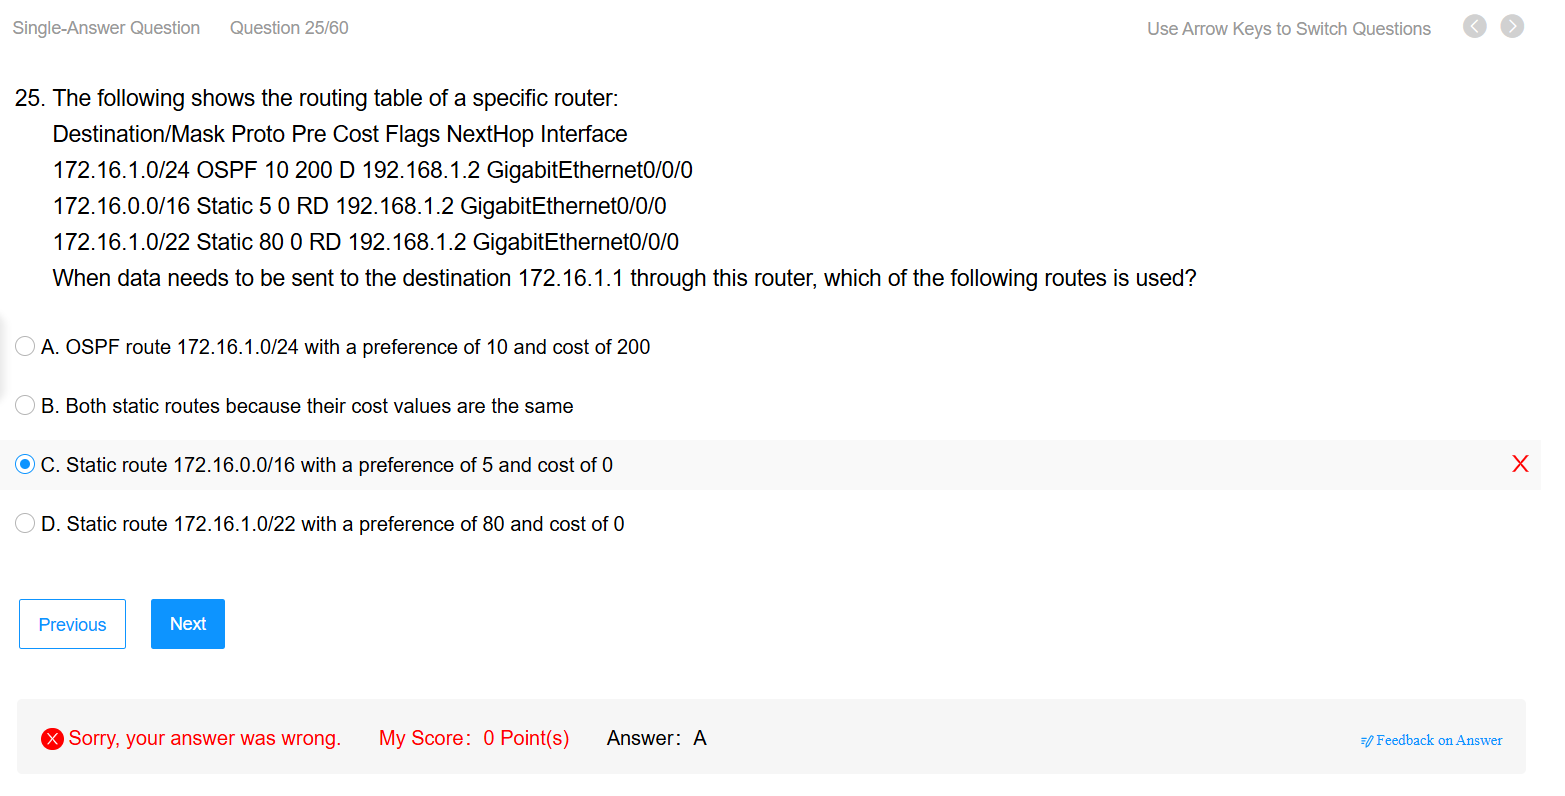 Single-Answer Question Question 25/60 Use Arrow Keys to Switch Questions
25. The following shows the routing table of a specific router:
Destination/Mask Proto Pre Cost Flags NextHop Interface
172.16.1.0/24 OSPF 10 200 D 192.168.1.2 GigabitEthernet0/0/0
172.16.0.0/16 Static 5 0 RD 192.168.1.2 GigabitEthernet0/0/0
172.16.1.0/22 Static 80 0 RD 192.168.1.2 GigabitEthernet0/0/0
When data needs to be sent to the destination 172.16.1.1 through this router, which of the following routes is used?
A. OSPF route 172.16.1.0/24 with a preference of 10 and cost of 200
B. Both static routes because their cost values are the same
C. Static route 172.16.0.0/16 with a preference of 5 and cost of 0
D. Static route 172.16.1.0/22 with a preference of 80 and cost of 0
Previous Next
Sorry, your answer was wrong. My Score: 0 Point(s) Answer: A Feedback on Answer